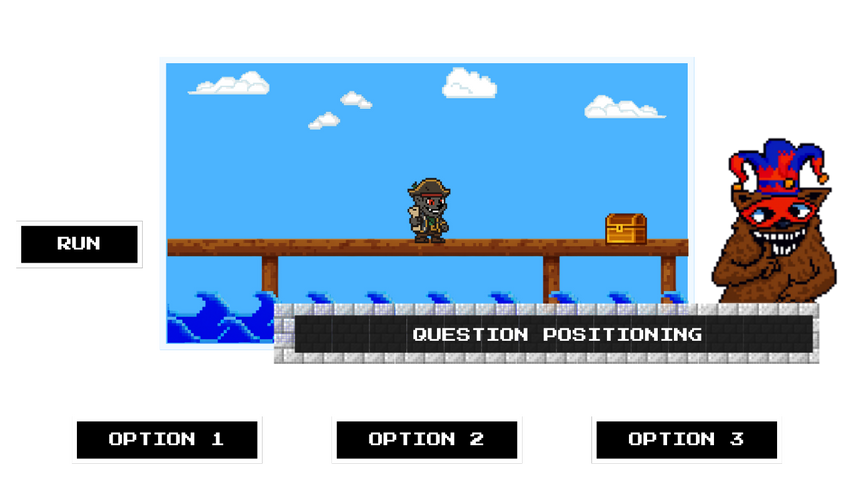 RUN
QUESTION POSITIONING
OPTION 1
OPTION 2
OPTION 3